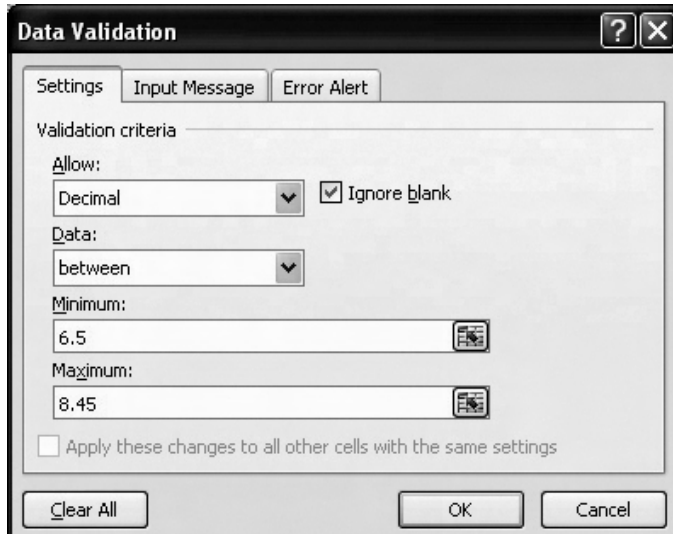 Data Validation
Settings Input Message Error Alert
Validation criteria
Allow:
Decimal Ignore blank
Data:
between
Minimum:
6.5
Maximum:
8.45
Apply these changes to all other cells with the same settings
Clear All OK Cancel